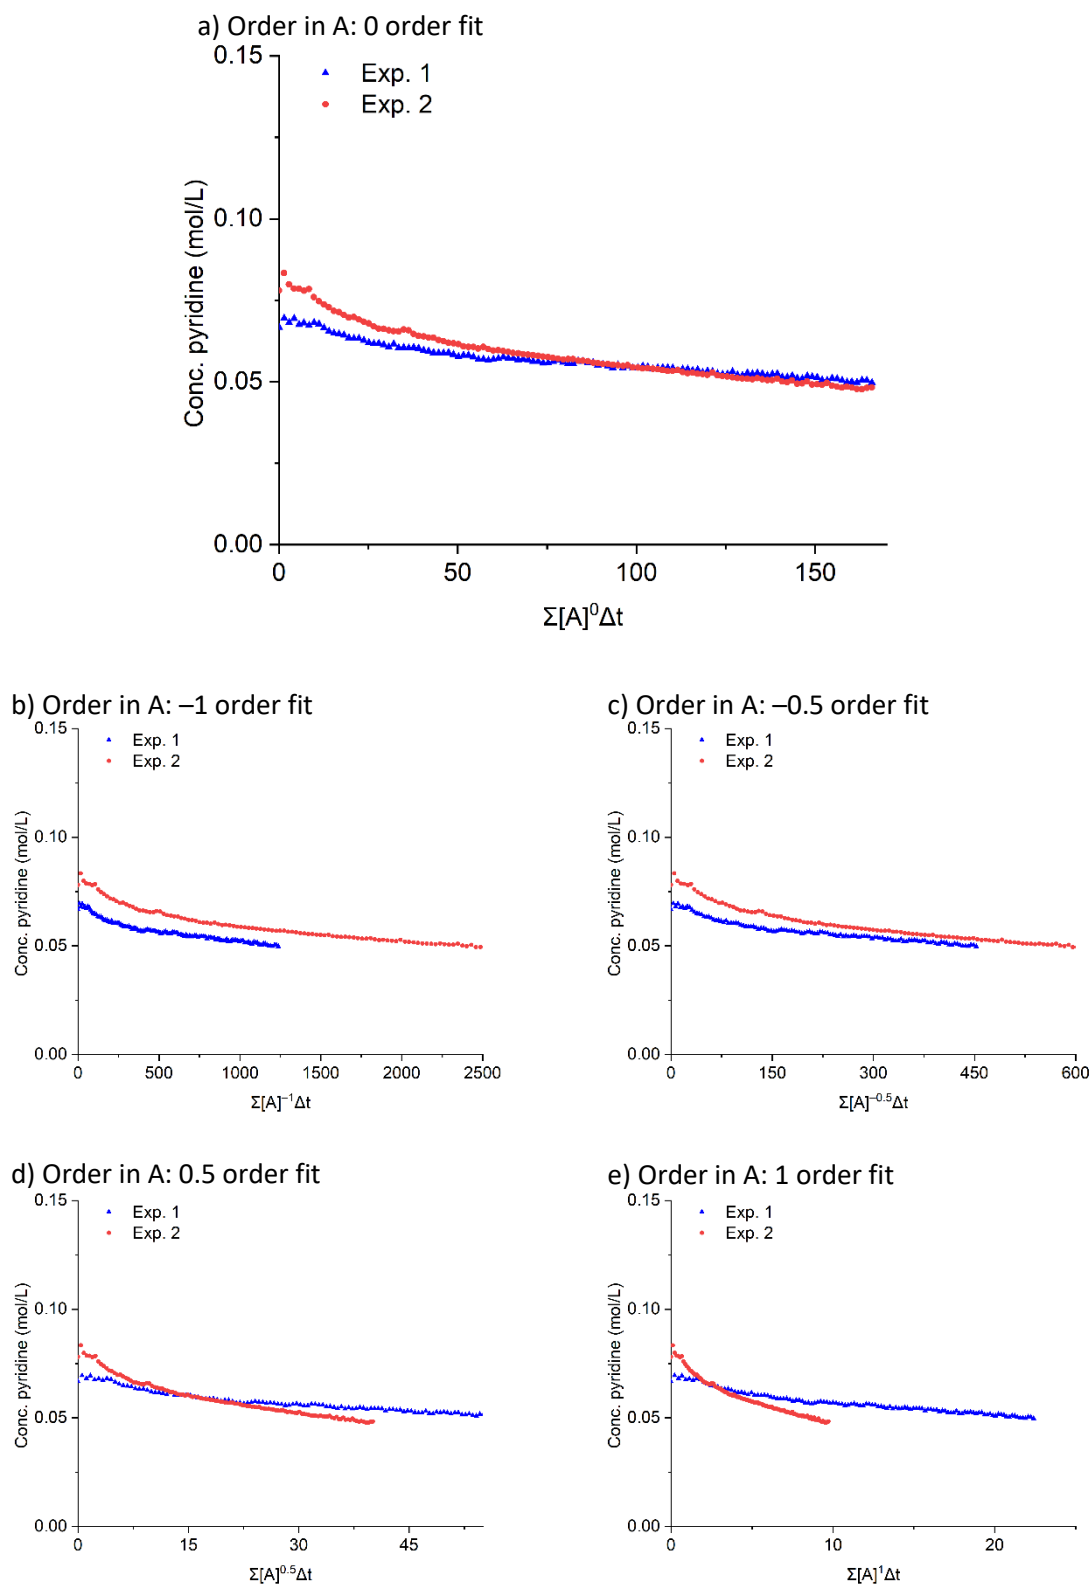 a) Order in A: 0 order fit
0.15
Exp. 1
Exp. 2
0.10
0.05
0.00
Conc. pyridine (mol/L)
0 50 100 150
Σ[A]⁰Δt
b) Order in A: –1 order fit
0.15
Exp. 1
Exp. 2
0.10
0.05
0.00
Conc. pyridine (mol/L)
0 500 1000 1500 2000 2500
Σ[A]⁻¹Δt
c) Order in A: –0.5 order fit
0.15
Exp. 1
Exp. 2
0.10
0.05
0.00
Conc. pyridine (mol/L)
0 150 300 450 600
Σ[A]⁻⁰·⁵Δt
d) Order in A: 0.5 order fit
0.15
Exp. 1
Exp. 2
0.10
0.05
0.00
Conc. pyridine (mol/L)
0 15 30 45
Σ[A]⁰·⁵Δt
e) Order in A: 1 order fit
0.15
Exp. 1
Exp. 2
0.10
0.05
0.00
Conc. pyridine (mol/L)
0 10 20
Σ[A]¹Δt